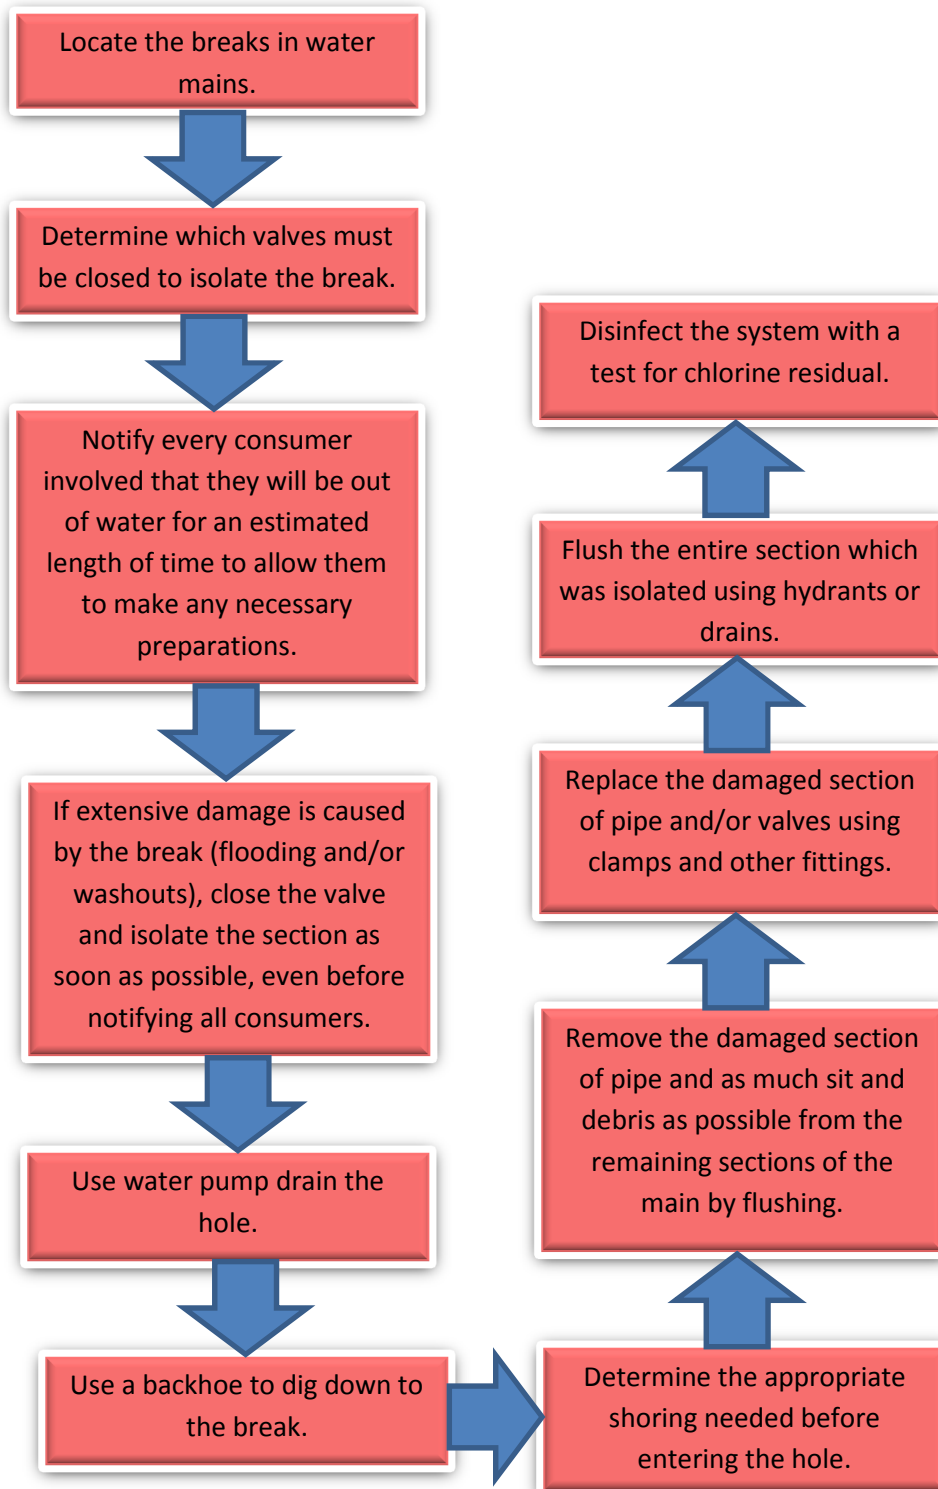 Locate the breaks in water
mains.
Determine which valves must
be closed to isolate the break.
Notify every consumer
involved that they will be out
of water for an estimated
length of time to allow them
to make any necessary
preparations.
If extensive damage is caused
by the break (flooding and/or
washouts), close the valve
and isolate the section as
soon as possible, even before
notifying all consumers.
Use water pump drain the
hole.
Use a backhoe to dig down to
the break.
Determine the appropriate
shoring needed before
entering the hole.
Remove the damaged section
of pipe and as much sit and
debris as possible from the
remaining sections of the
main by flushing.
Replace the damaged section
of pipe and/or valves using
clamps and other fittings.
Flush the entire section which
was isolated using hydrants or
drains.
Disinfect the system with a
test for chlorine residual.